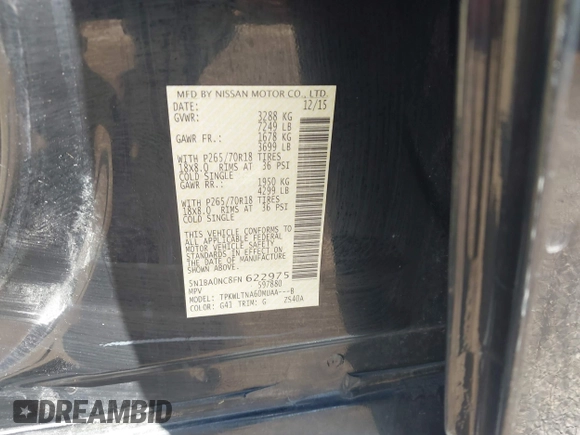 MFD BY NISSAN MOTOR CO., LTD.
DATE: 12/15
GVWR: 3288 KG
7249 LB
GAWR FR.: 1678 KG
3699 LB
WITH P265/70R18 TIRES
18X8.0 RIMS AT 36 PSI
COLD SINGLE
GAWR RR.: 1950 KG
4299 LB
WITH P265/70R18 TIRES
18X8.0 RIMS AT 36 PSI
COLD SINGLE
THIS VEHICLE CONFORMS TO
ALL APPLICABLE FEDERAL
MOTOR VEHICLE SAFETY
STANDARDS IN EFFECT ON
THE DATE OF MANUFACTURE
SHOWN ABOVE.
5N1BA0NC8FN 622975
MPV S97880
MODEL: TPKWLTNA60MUAA---B
COLOR: G41 TRIM: G ZS40A
DREAMBID